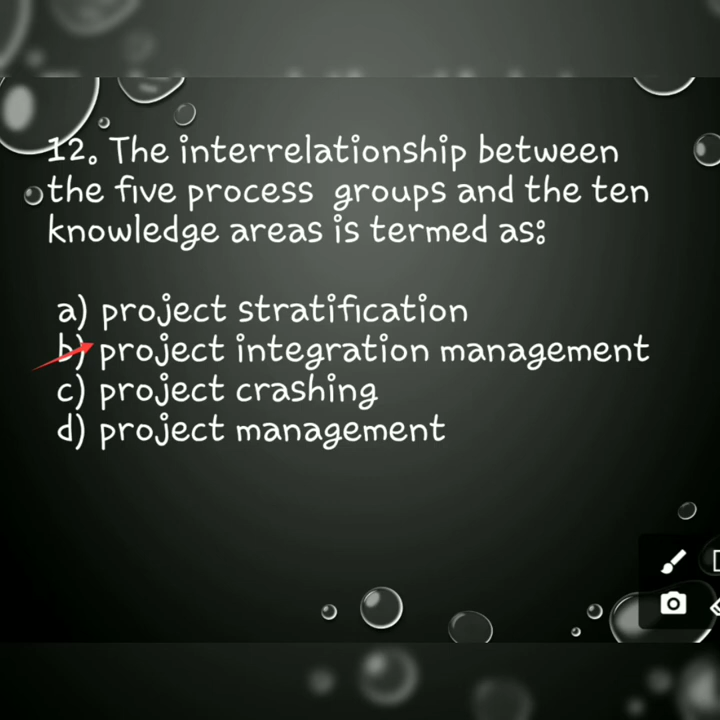 12. The interrelationship between
the five process groups and the ten
knowledge areas is termed as:
a) project stratification
b) project integration management
c) project crashing
d) project management